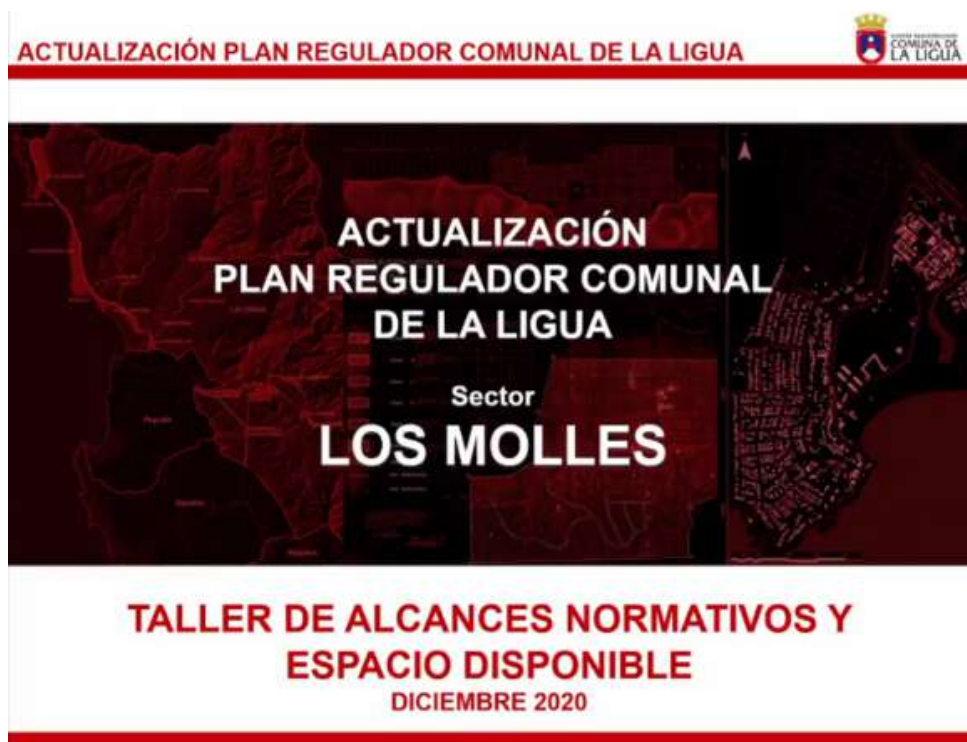 ACTUALIZACIÓN PLAN REGULADOR COMUNAL DE LA LIGUA
COMUNA DE
LA LIGUA
ACTUALIZACIÓN
PLAN REGULADOR COMUNAL
DE LA LIGUA
Sector
LOS MOLLES
TALLER DE ALCANCES NORMATIVOS Y
ESPACIO DISPONIBLE
DICIEMBRE 2020